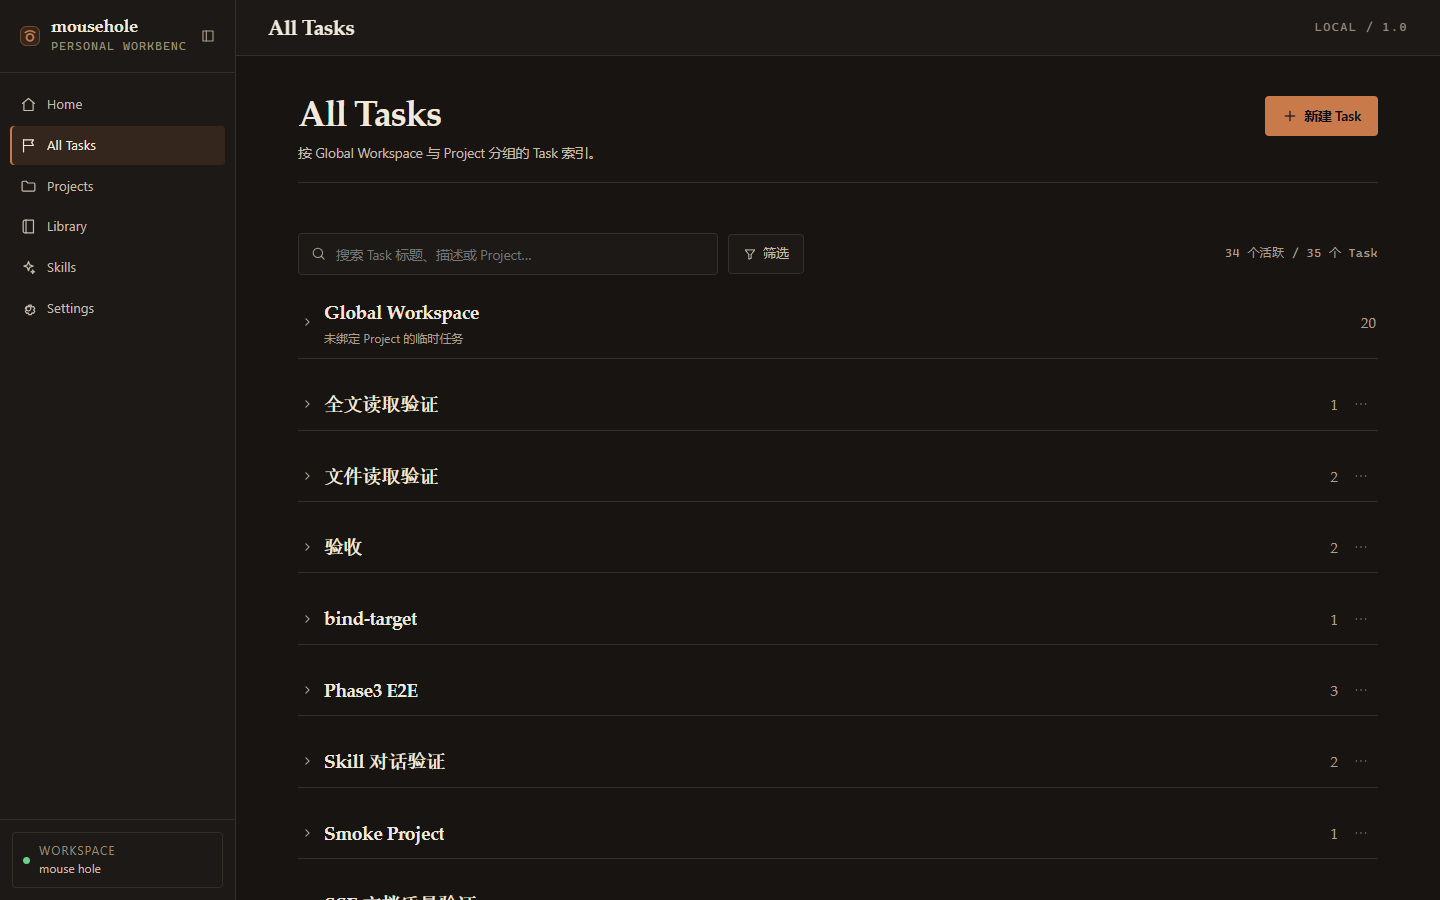 mousehole
PERSONAL WORKBENC
Home
All Tasks
Projects
Library
Skills
Settings
WORKSPACE
mouse hole
All Tasks
LOCAL / 1.0
All Tasks
按 Global Workspace 与 Project 分组的 Task 索引。
新建 Task
搜索 Task 标题、描述或 Project...
筛选
34 个活跃 / 35 个 Task
Global Workspace
未绑定 Project 的临时任务
20
全文读取验证
1
文件读取验证
2
验收
2
bind-target
1
Phase3 E2E
3
Skill 对话验证
2
Smoke Project
1